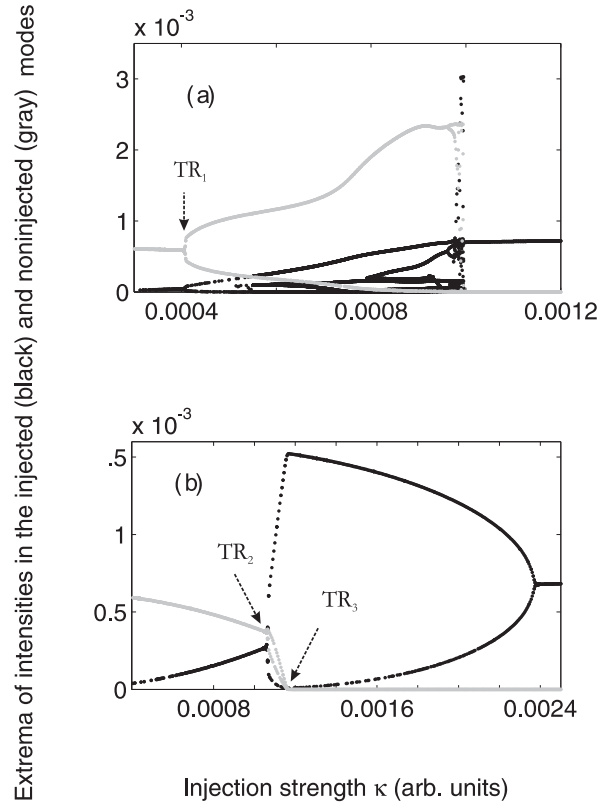 Extrema of intensities in the injected (black) and noninjected (gray) modes
x 10⁻³
(a)
3
2
TR₁
1
0
0.0004 0.0008 0.0012
x 10⁻³
.5
(b)
1
TR₂
TR₃
0.5
0
0.0008 0.0016 0.0024
Injection strength κ (arb. units)